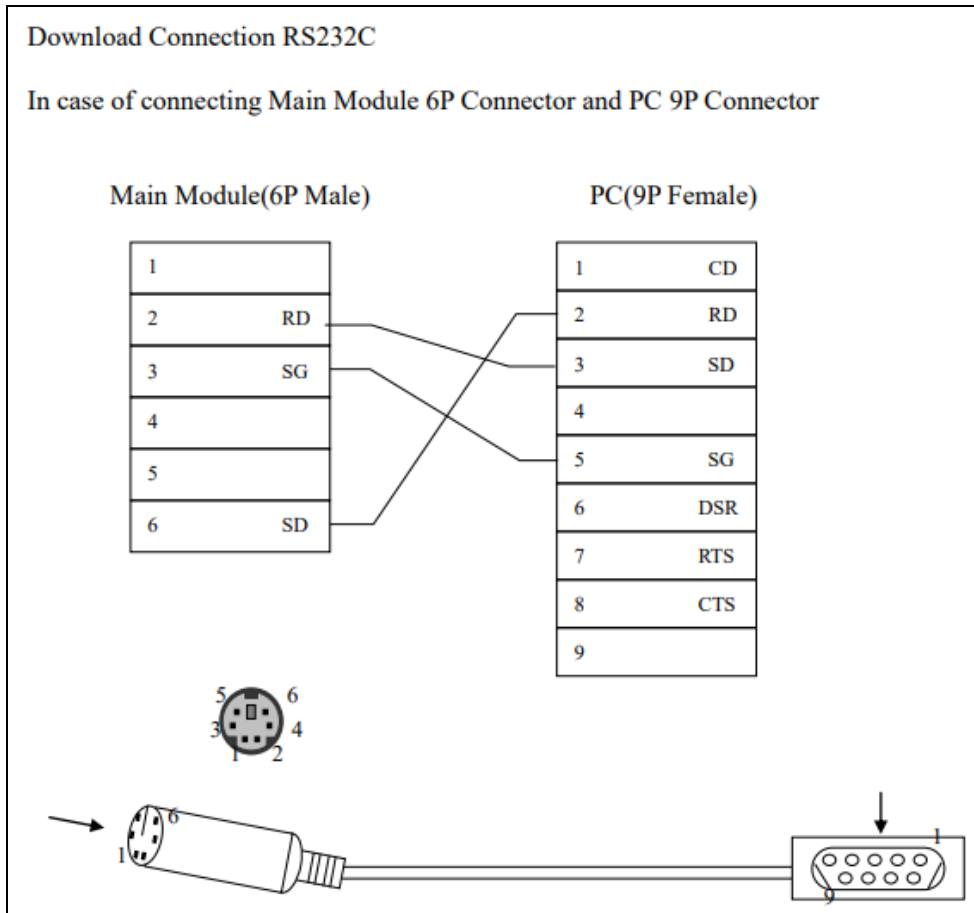 Download Connection RS232C
In case of connecting Main Module 6P Connector and PC 9P Connector
Main Module(6P Male)
PC(9P Female)
1
2 RD
3 SG
4
5
6 SD
1 CD
2 RD
3 SD
4
5 SG
6 DSR
7 RTS
8 CTS
9
5 6
3 4
1 2
6
1
1
9